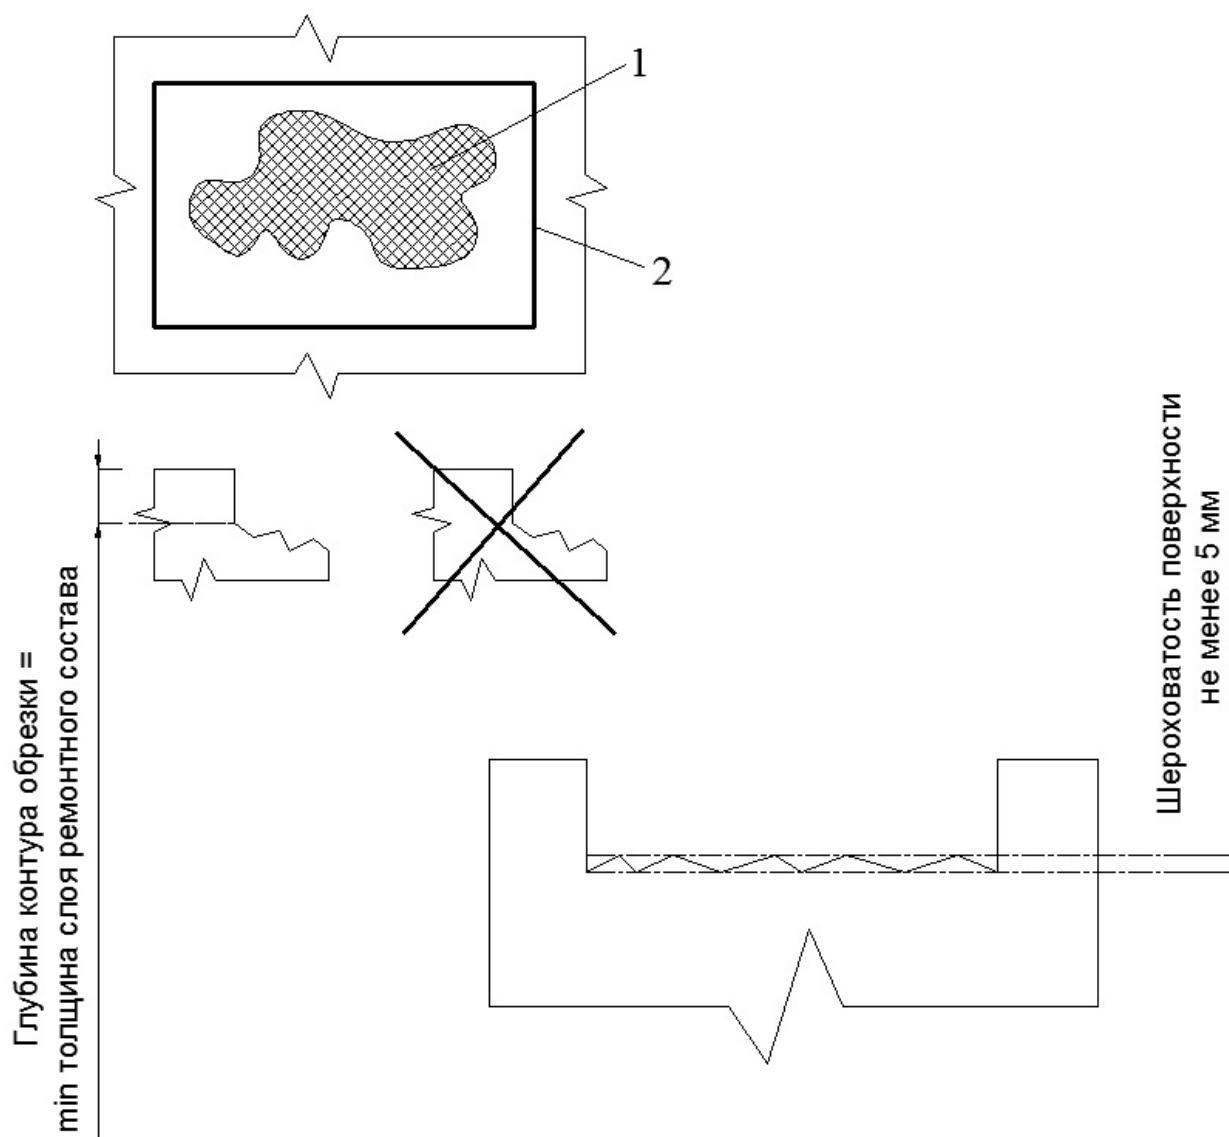 1
2
Глубина контура обрезки =
min толщина слоя ремонтного состава
Шероховатость поверхности
не менее 5 мм